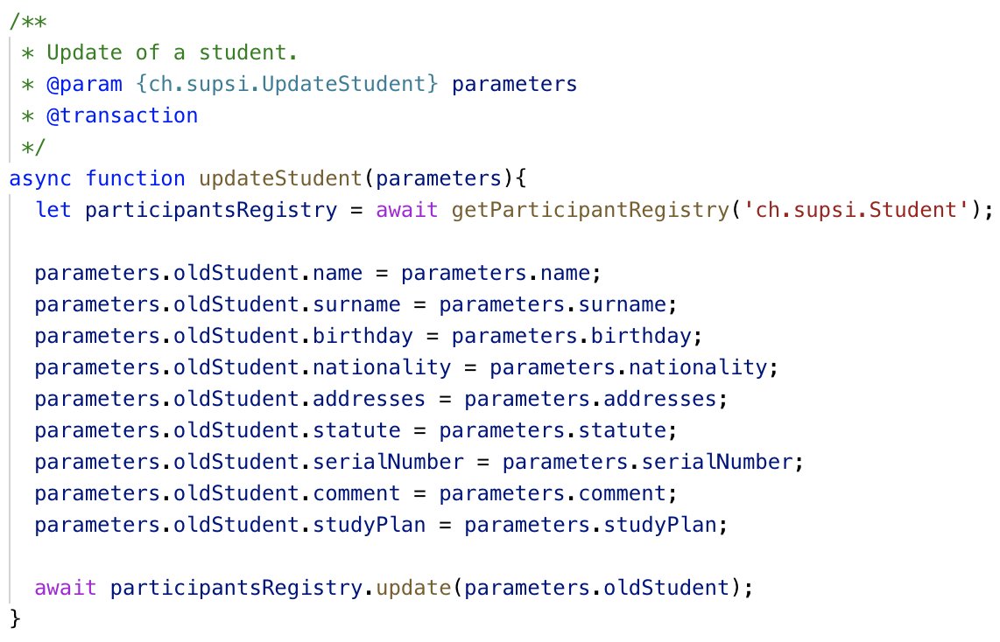 /**
 * Update of a student.
 * @param {ch.supsi.UpdateStudent} parameters
 * @transaction
 */
async function updateStudent(parameters){
  let participantsRegistry = await getParticipantRegistry('ch.supsi.Student');

  parameters.oldStudent.name = parameters.name;
  parameters.oldStudent.surname = parameters.surname;
  parameters.oldStudent.birthday = parameters.birthday;
  parameters.oldStudent.nationality = parameters.nationality;
  parameters.oldStudent.addresses = parameters.addresses;
  parameters.oldStudent.statute = parameters.statute;
  parameters.oldStudent.serialNumber = parameters.serialNumber;
  parameters.oldStudent.comment = parameters.comment;
  parameters.oldStudent.studyPlan = parameters.studyPlan;

  await participantsRegistry.update(parameters.oldStudent);
}